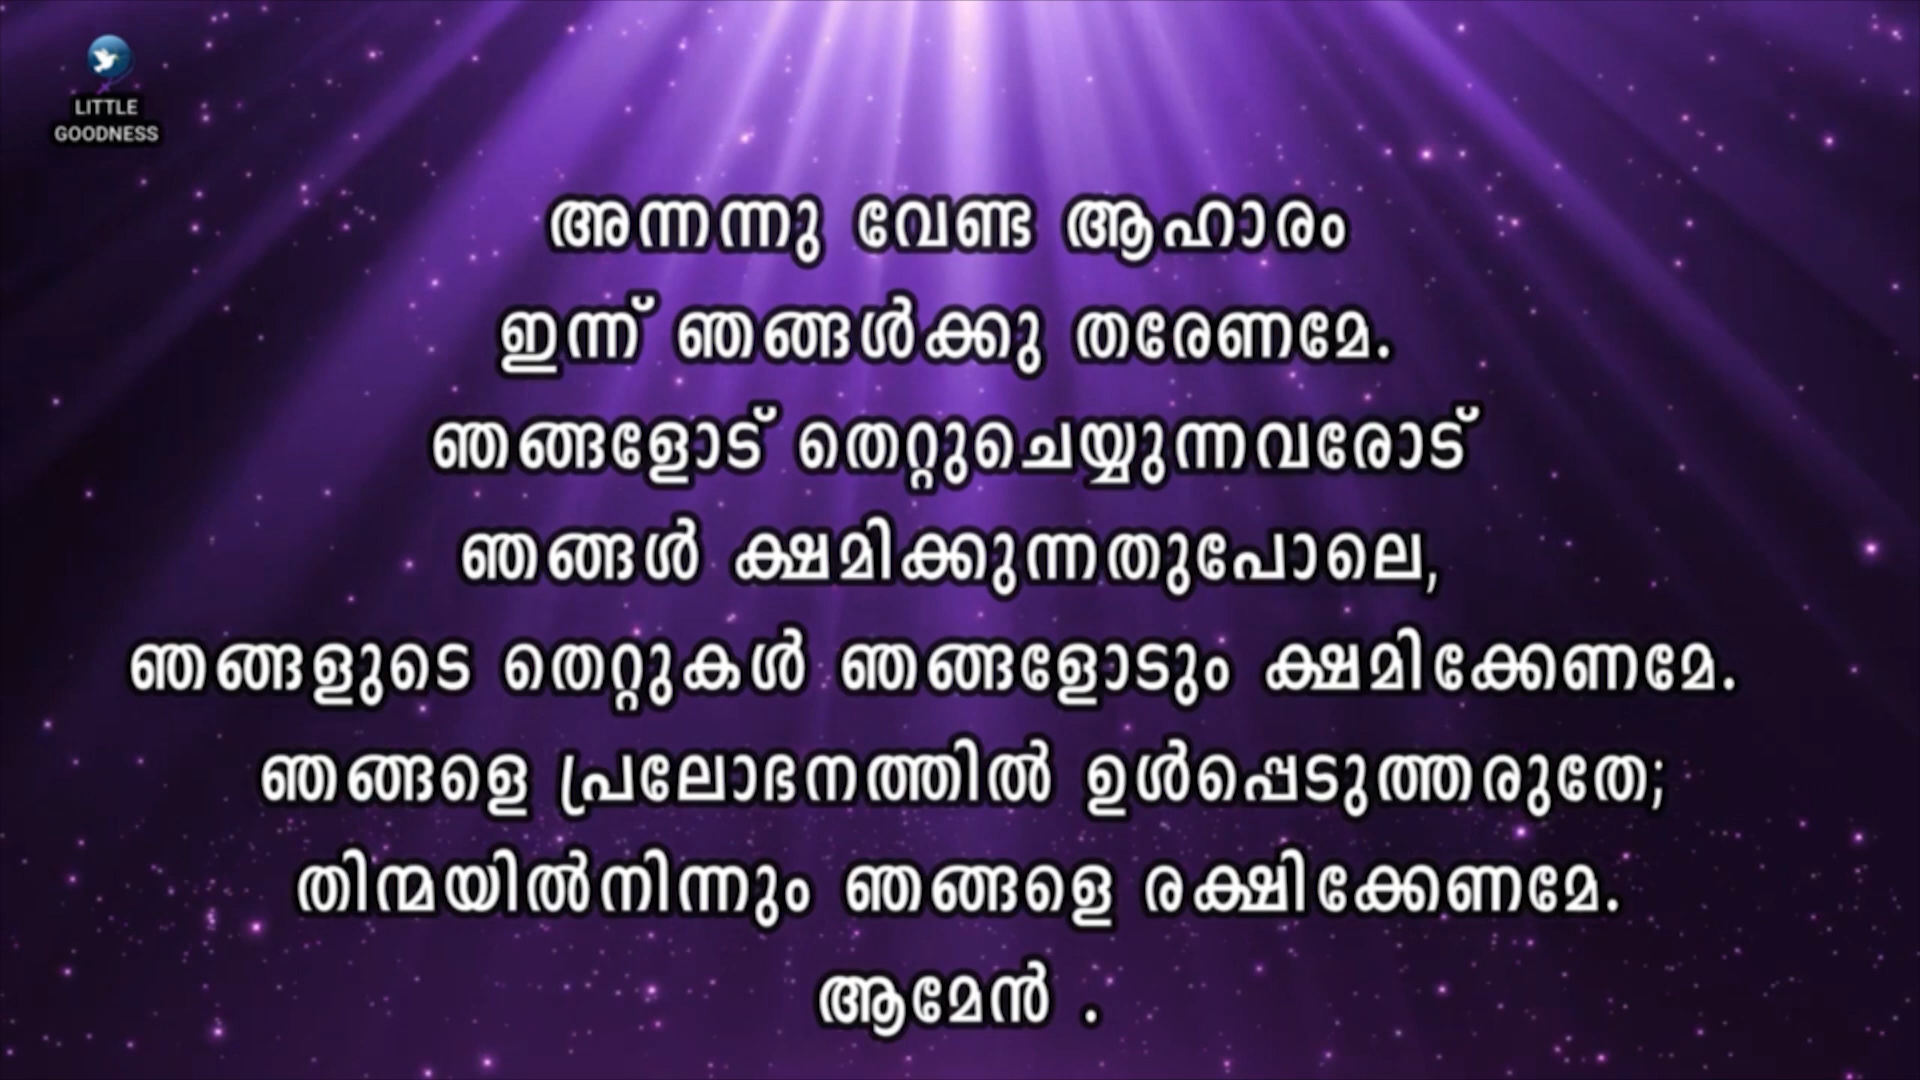 LITTLE
GOODNESS
അന്നന്നു വേണ്ട ആഹാരം
ഇന്ന് ഞങ്ങൾക്കു തരേണമേ.
ഞങ്ങളോട് തെറ്റുചെയ്യുന്നവരോട്
ഞങ്ങൾ ക്ഷമിക്കുന്നതുപോലെ,
ഞങ്ങളുടെ തെറ്റുകൾ ഞങ്ങളോടും ക്ഷമിക്കേണമേ.
ഞങ്ങളെ പ്രലോഭനത്തിൽ ഉൾപ്പെടുത്തരുതേ;
തിന്മയിൽനിന്നും ഞങ്ങളെ രക്ഷിക്കേണമേ.
ആമേൻ .